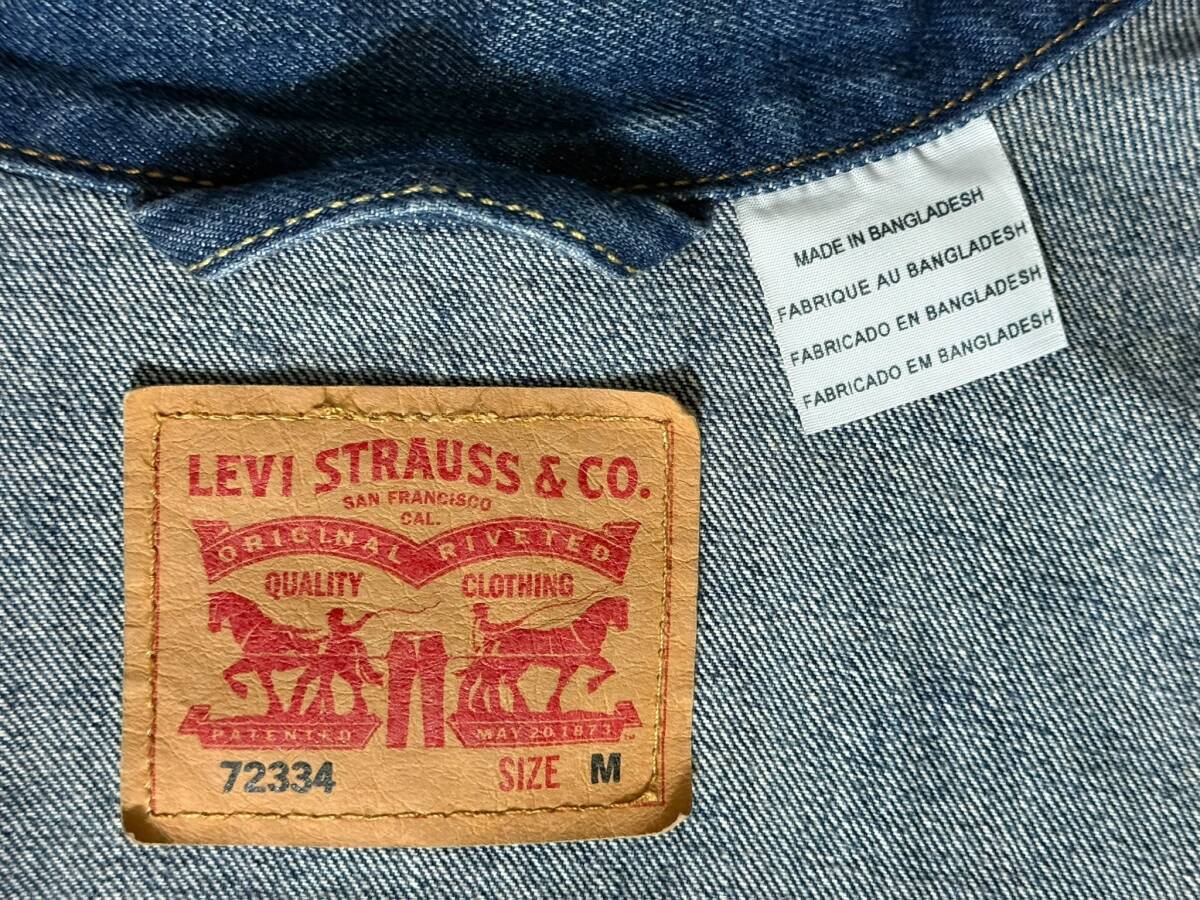 MADE IN BANGLADESH
FABRIQUE AU BANGLADESH
FABRICADO EN BANGLADESH
FABRICADO EM BANGLADESH
LEVI STRAUSS & CO.
SAN FRANCISCO
CAL.
ORIGINAL RIVETED
QUALITY CLOTHING
PATENTED MAY 20 1873 ™
72334 SIZE M